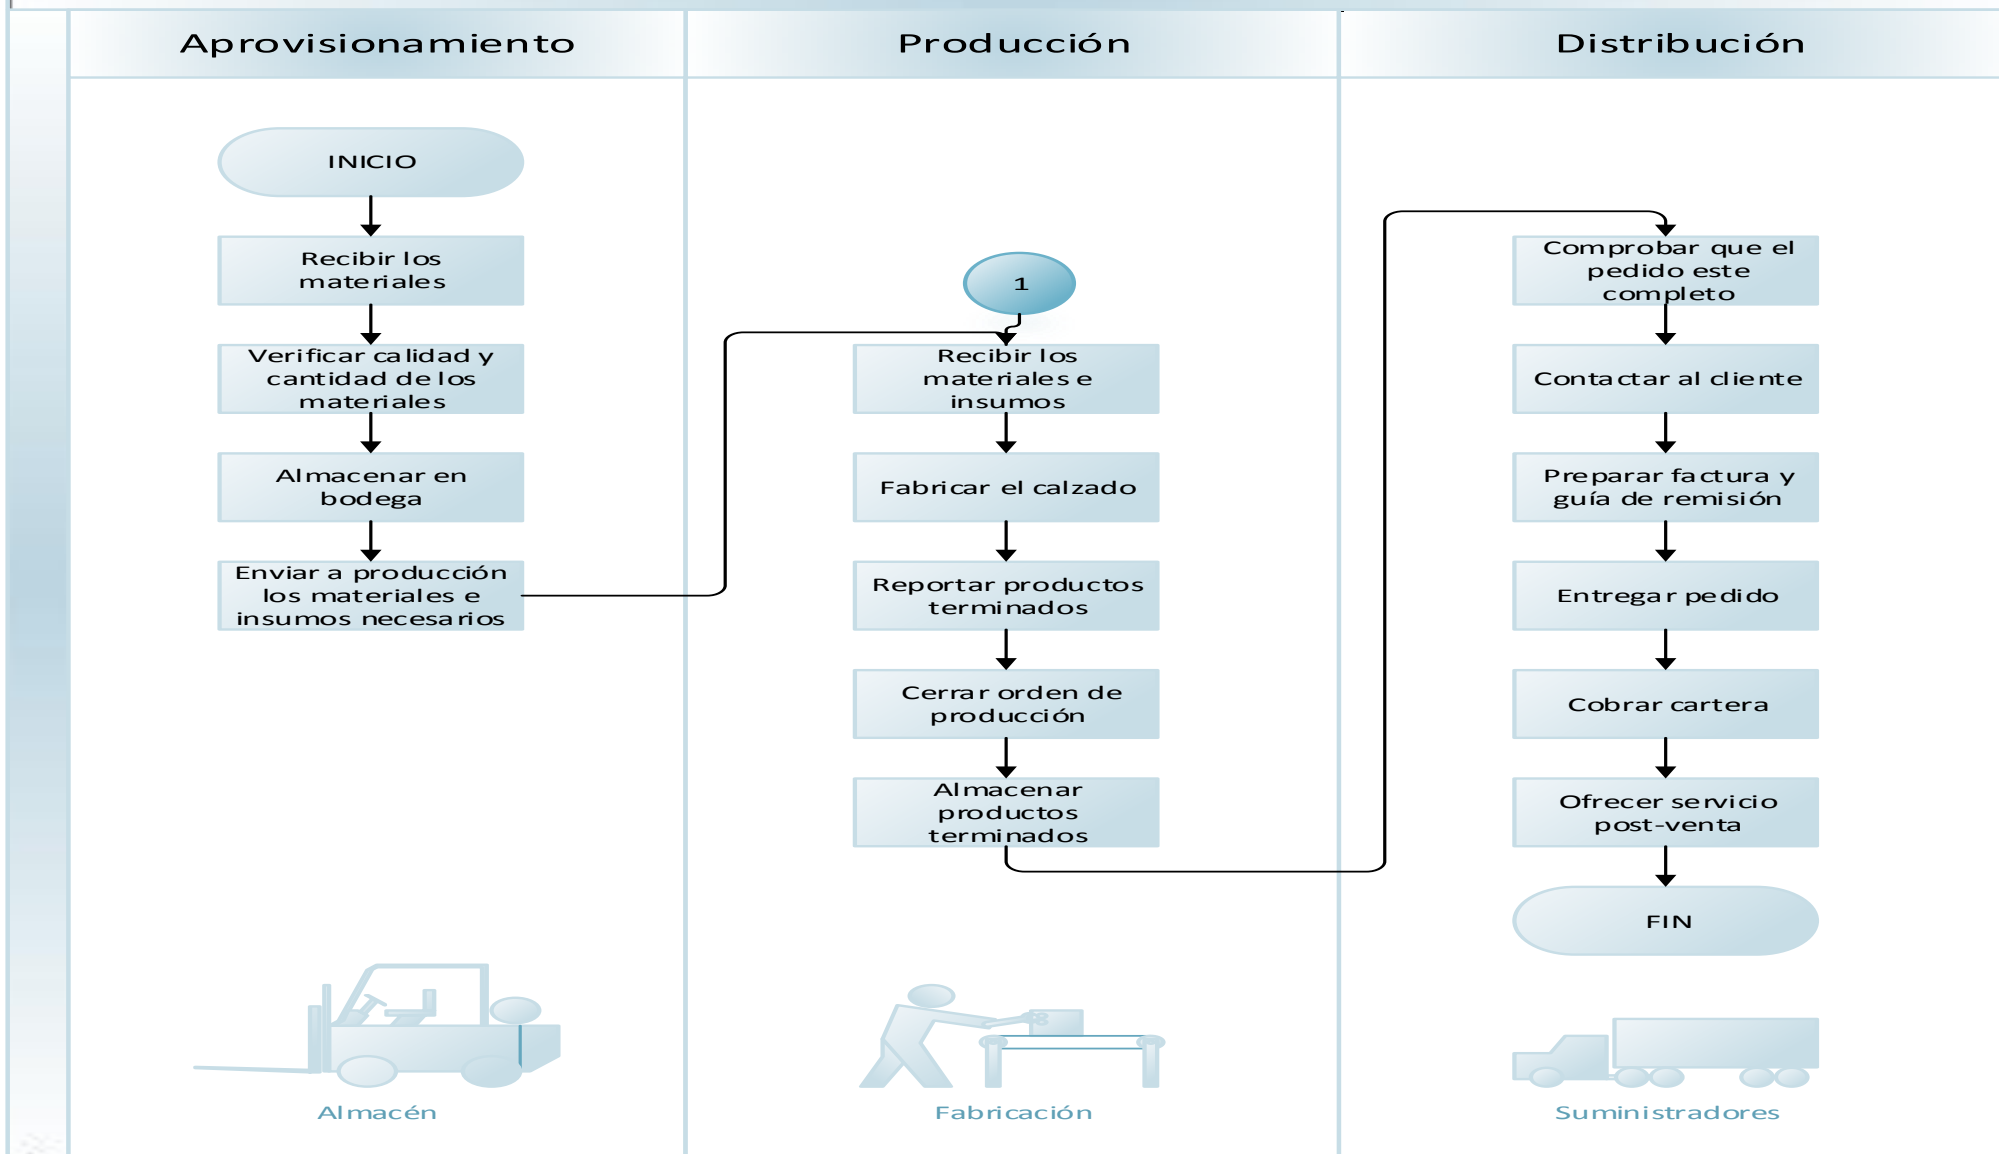 Aprovisionamiento
Producción
Distribución
INICIO
Recibir los
materiales
Verificar calidad y
cantidad de los
materiales
Almacenar en
bodega
Enviar a producción
los materiales e
insumos necesarios
Almacén
1
Recibir los
materiales e
insumos
Fabricar el calzado
Reportar productos
terminados
Cerrar orden de
producción
Almacenar
productos
terminados
Fabricación
Comprobar que el
pedido este
completo
Contactar al cliente
Preparar factura y
guía de remisión
Entregar pedido
Cobrar cartera
Ofrecer servicio
post-venta
FIN
Suministradores